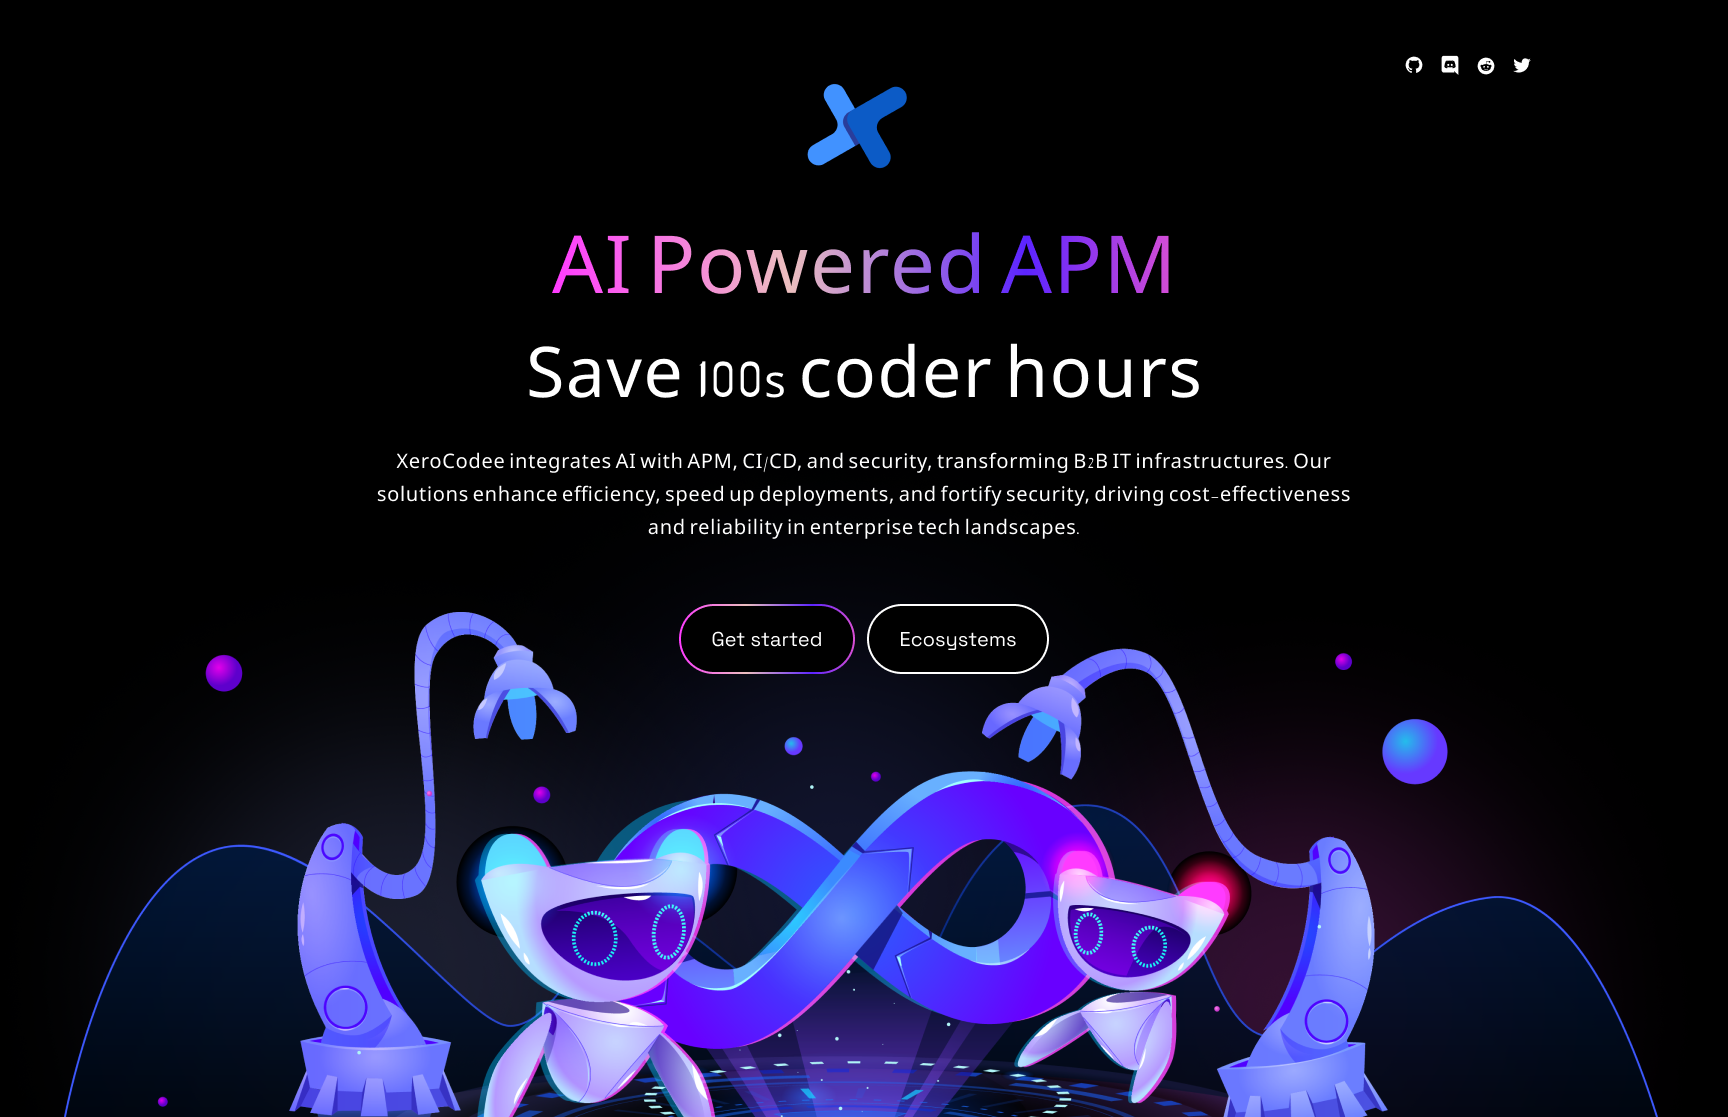 AI Powered APM
Save 100s coder hours
XeroCodee integrates AI with APM, CI/CD, and security, transforming B2B IT infrastructures. Our
solutions enhance efficiency, speed up deployments, and fortify security, driving cost-effectiveness
and reliability in enterprise tech landscapes.
Get started
Ecosystems